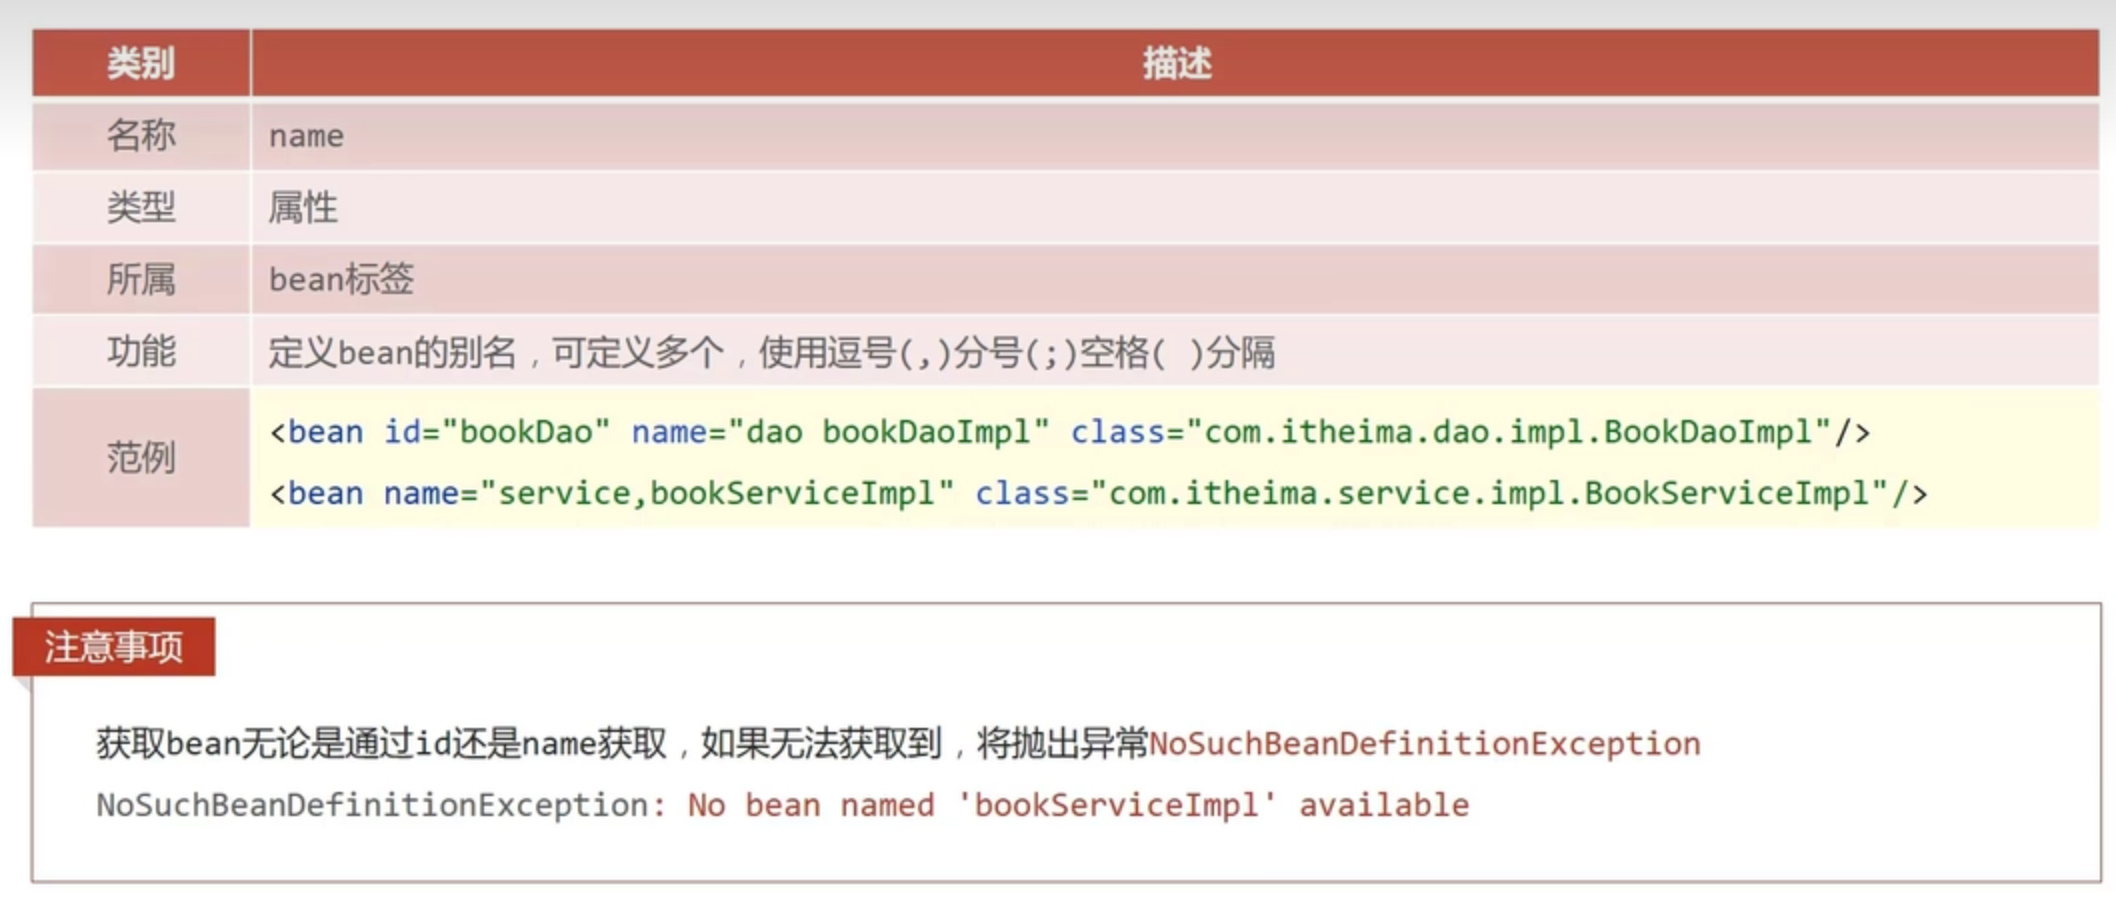 类别 描述
名称 name
类型 属性
所属 bean标签
功能 定义bean的别名，可定义多个，使用逗号(,)分号(;)空格( )分隔
范例
<bean id="bookDao" name="dao bookDaoImpl" class="com.itheima.dao.impl.BookDaoImpl"/>
<bean name="service,bookServiceImpl" class="com.itheima.service.impl.BookServiceImpl"/>
注意事项
获取bean无论是通过id还是name获取，如果无法获取到，将抛出异常NoSuchBeanDefinitionException
NoSuchBeanDefinitionException: No bean named 'bookServiceImpl' available